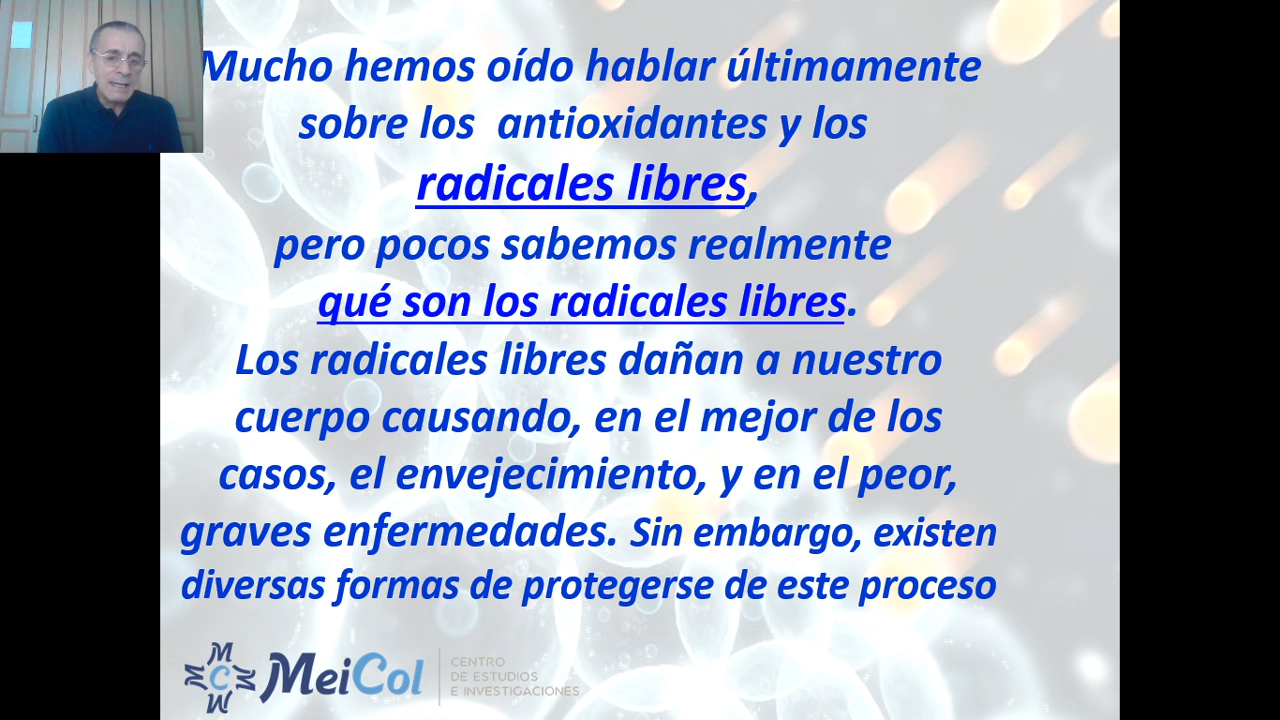 Mucho hemos oído hablar últimamente
sobre los antioxidantes y los
radicales libres,
pero pocos sabemos realmente
qué son los radicales libres.
Los radicales libres dañan a nuestro
cuerpo causando, en el mejor de los
casos, el envejecimiento, y en el peor,
graves enfermedades. Sin embargo, existen
diversas formas de protegerse de este proceso
MCW
MeiCol
CENTRO
DE ESTUDIOS
E INVESTIGACIONES